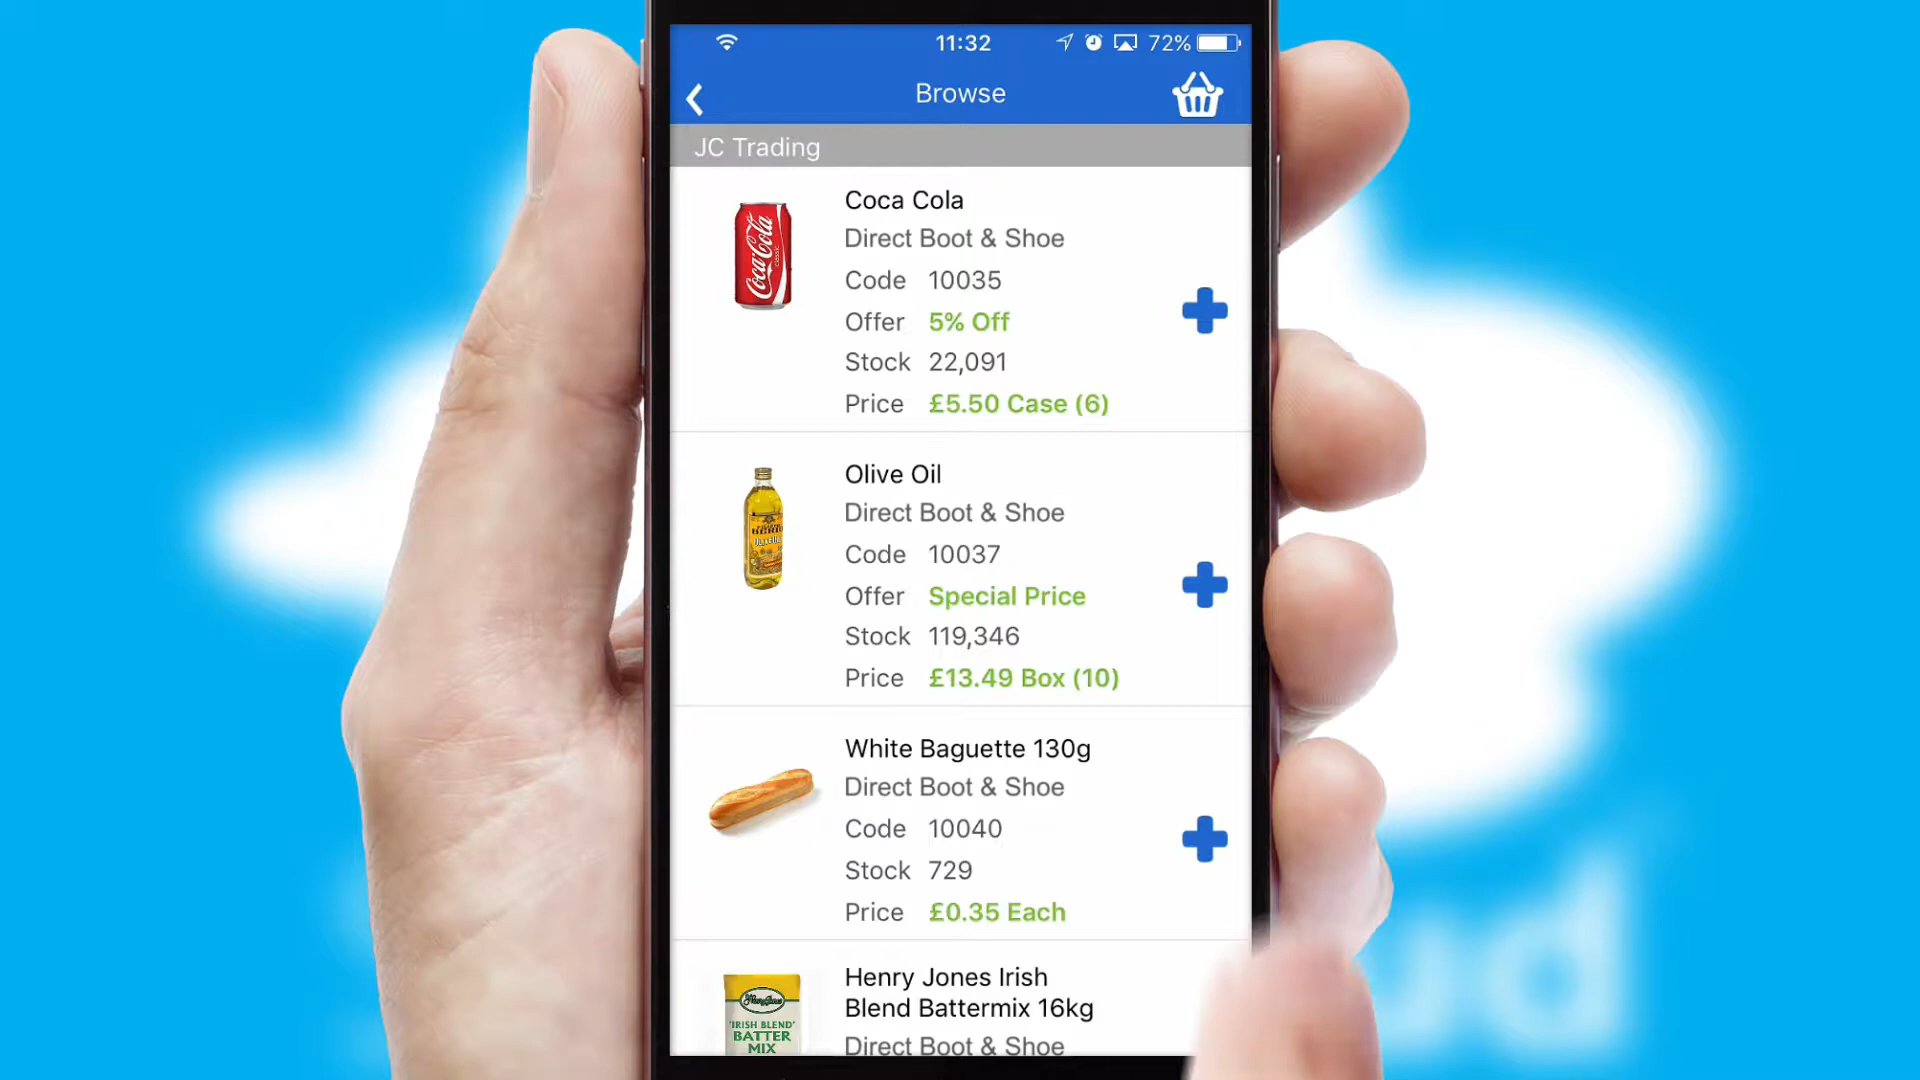 11:32
72%
Browse
JC Trading
Coca Cola
Direct Boot & Shoe
Code 10035
Offer 5% Off
Stock 22,091
Price £5.50 Case (6)
Coca-Cola
classic
Olive Oil
Direct Boot & Shoe
Code 10037
Offer Special Price
Stock 119,346
Price £13.49 Box (10)
White Baguette 130g
Direct Boot & Shoe
Code 10040
Stock 729
Price £0.35 Each
Henry Jones Irish
Blend Battermix 16kg
Direct Boot & Shoe
'IRISH BLEND'
BATTER
MIX